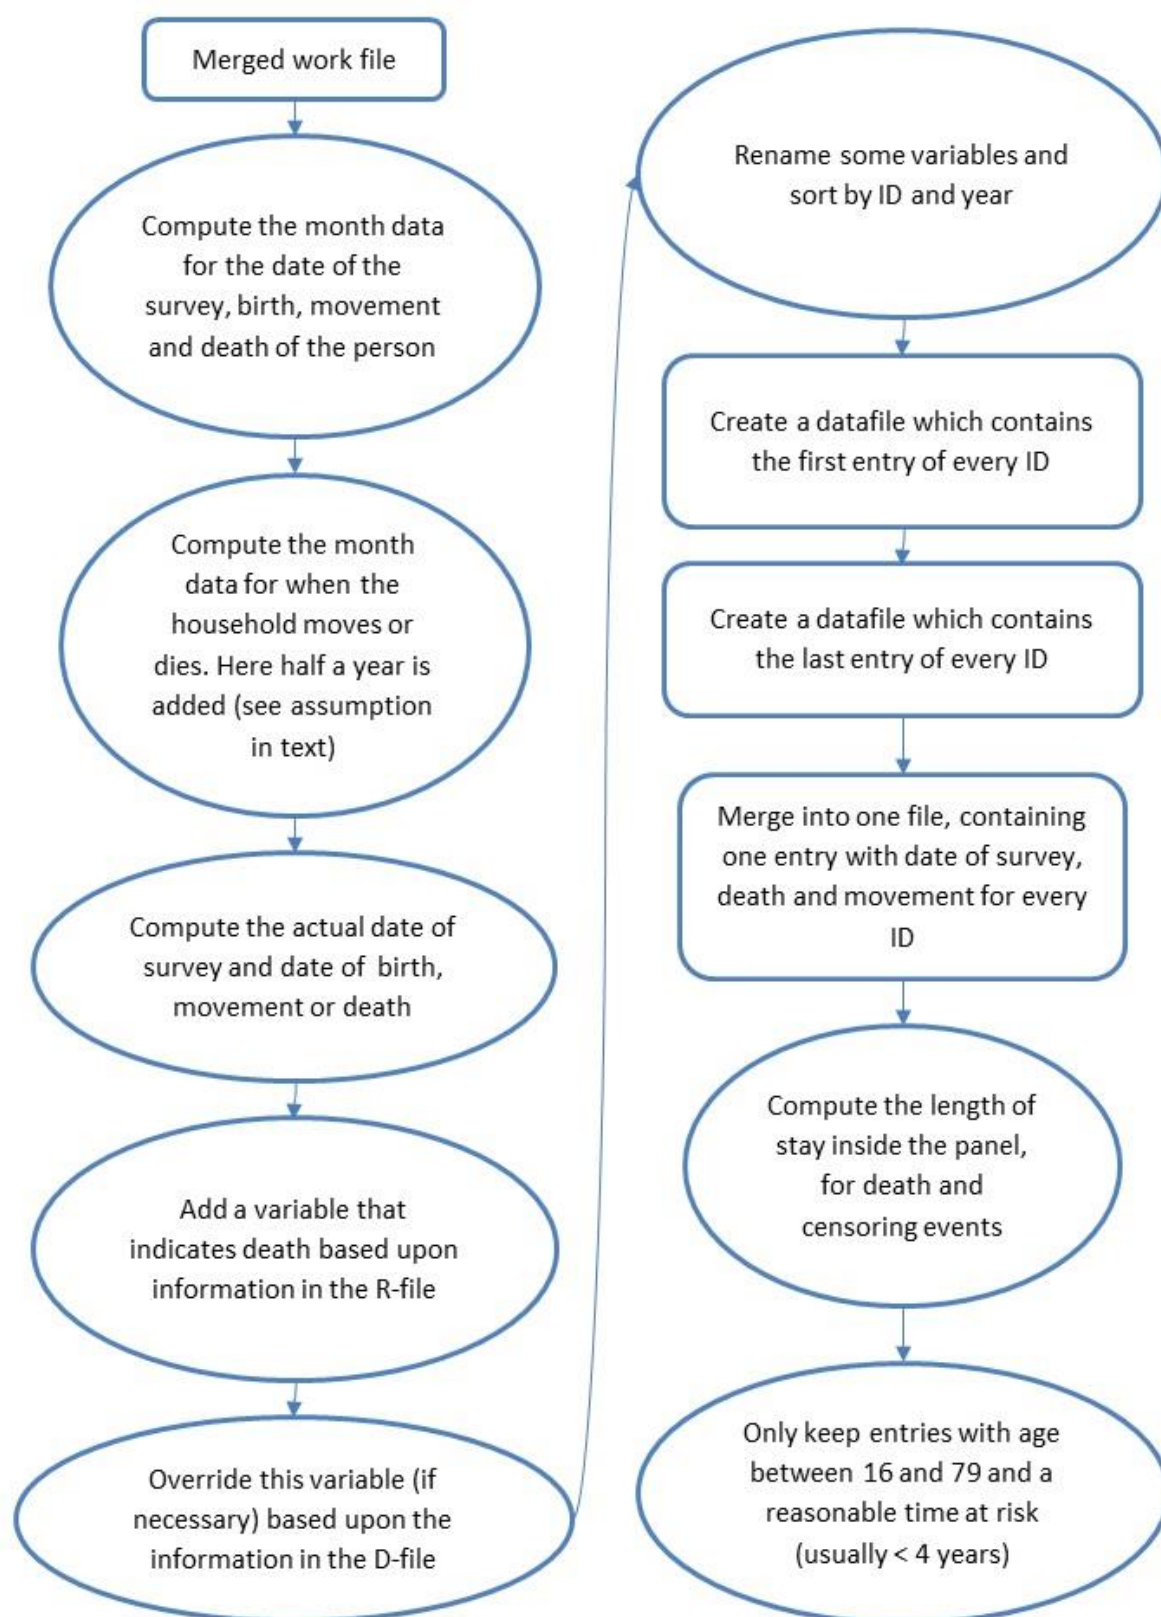 Merged work file
Compute the month data
for the date of the
survey, birth, movement
and death of the person
Compute the month
data for when the
household moves or
dies. Here half a year is
added (see assumption
in text)
Compute the actual date of
survey and date of birth,
movement or death
Add a variable that
indicates death based upon
information in the R-file
Override this variable (if
necessary) based upon the
information in the D-file
Rename some variables and
sort by ID and year
Create a datafile which contains
the first entry of every ID
Create a datafile which contains
the last entry of every ID
Merge into one file, containing
one entry with date of survey,
death and movement for every
ID
Compute the length of
stay inside the panel,
for death and
censoring events
Only keep entries with age
between 16 and 79 and a
reasonable time at risk
(usually < 4 years)